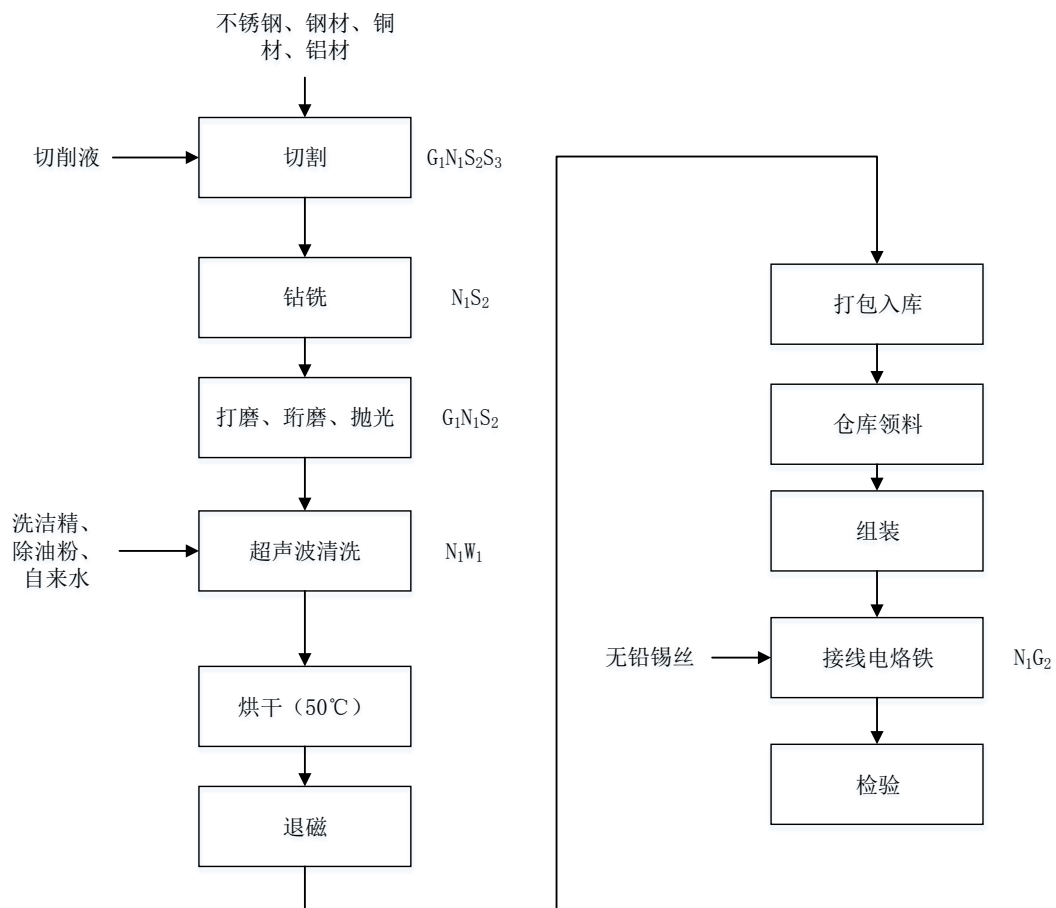 不锈钢、钢材、铜
材、铝材
切削液
切割
G₁N₁S₂S₃
钻铣
N₁S₂
打磨、珩磨、抛光
G₁N₁S₂
洗洁精、
除油粉、
自来水
超声波清洗
N₁W₁
烘干（50℃）
退磁
打包入库
仓库领料
组装
无铅锡丝
接线电烙铁
N₁G₂
检验